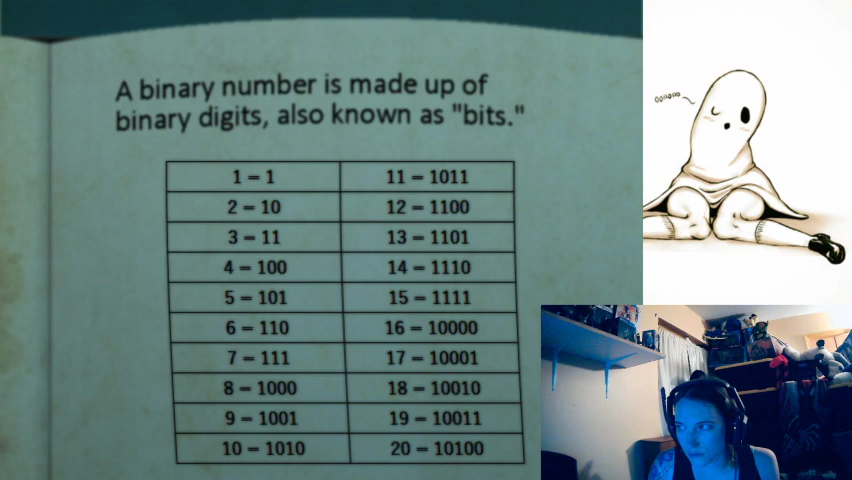 A binary number is made up of
binary digits, also known as "bits."
1 = 1
11 = 1011
2 = 10
12 = 1100
3 = 11
13 = 1101
4 = 100
14 = 1110
5 = 101
15 = 1111
6 = 110
16 = 10000
7 = 111
17 = 10001
8 = 1000
18 = 10010
9 = 1001
19 = 10011
10 = 1010
20 = 10100